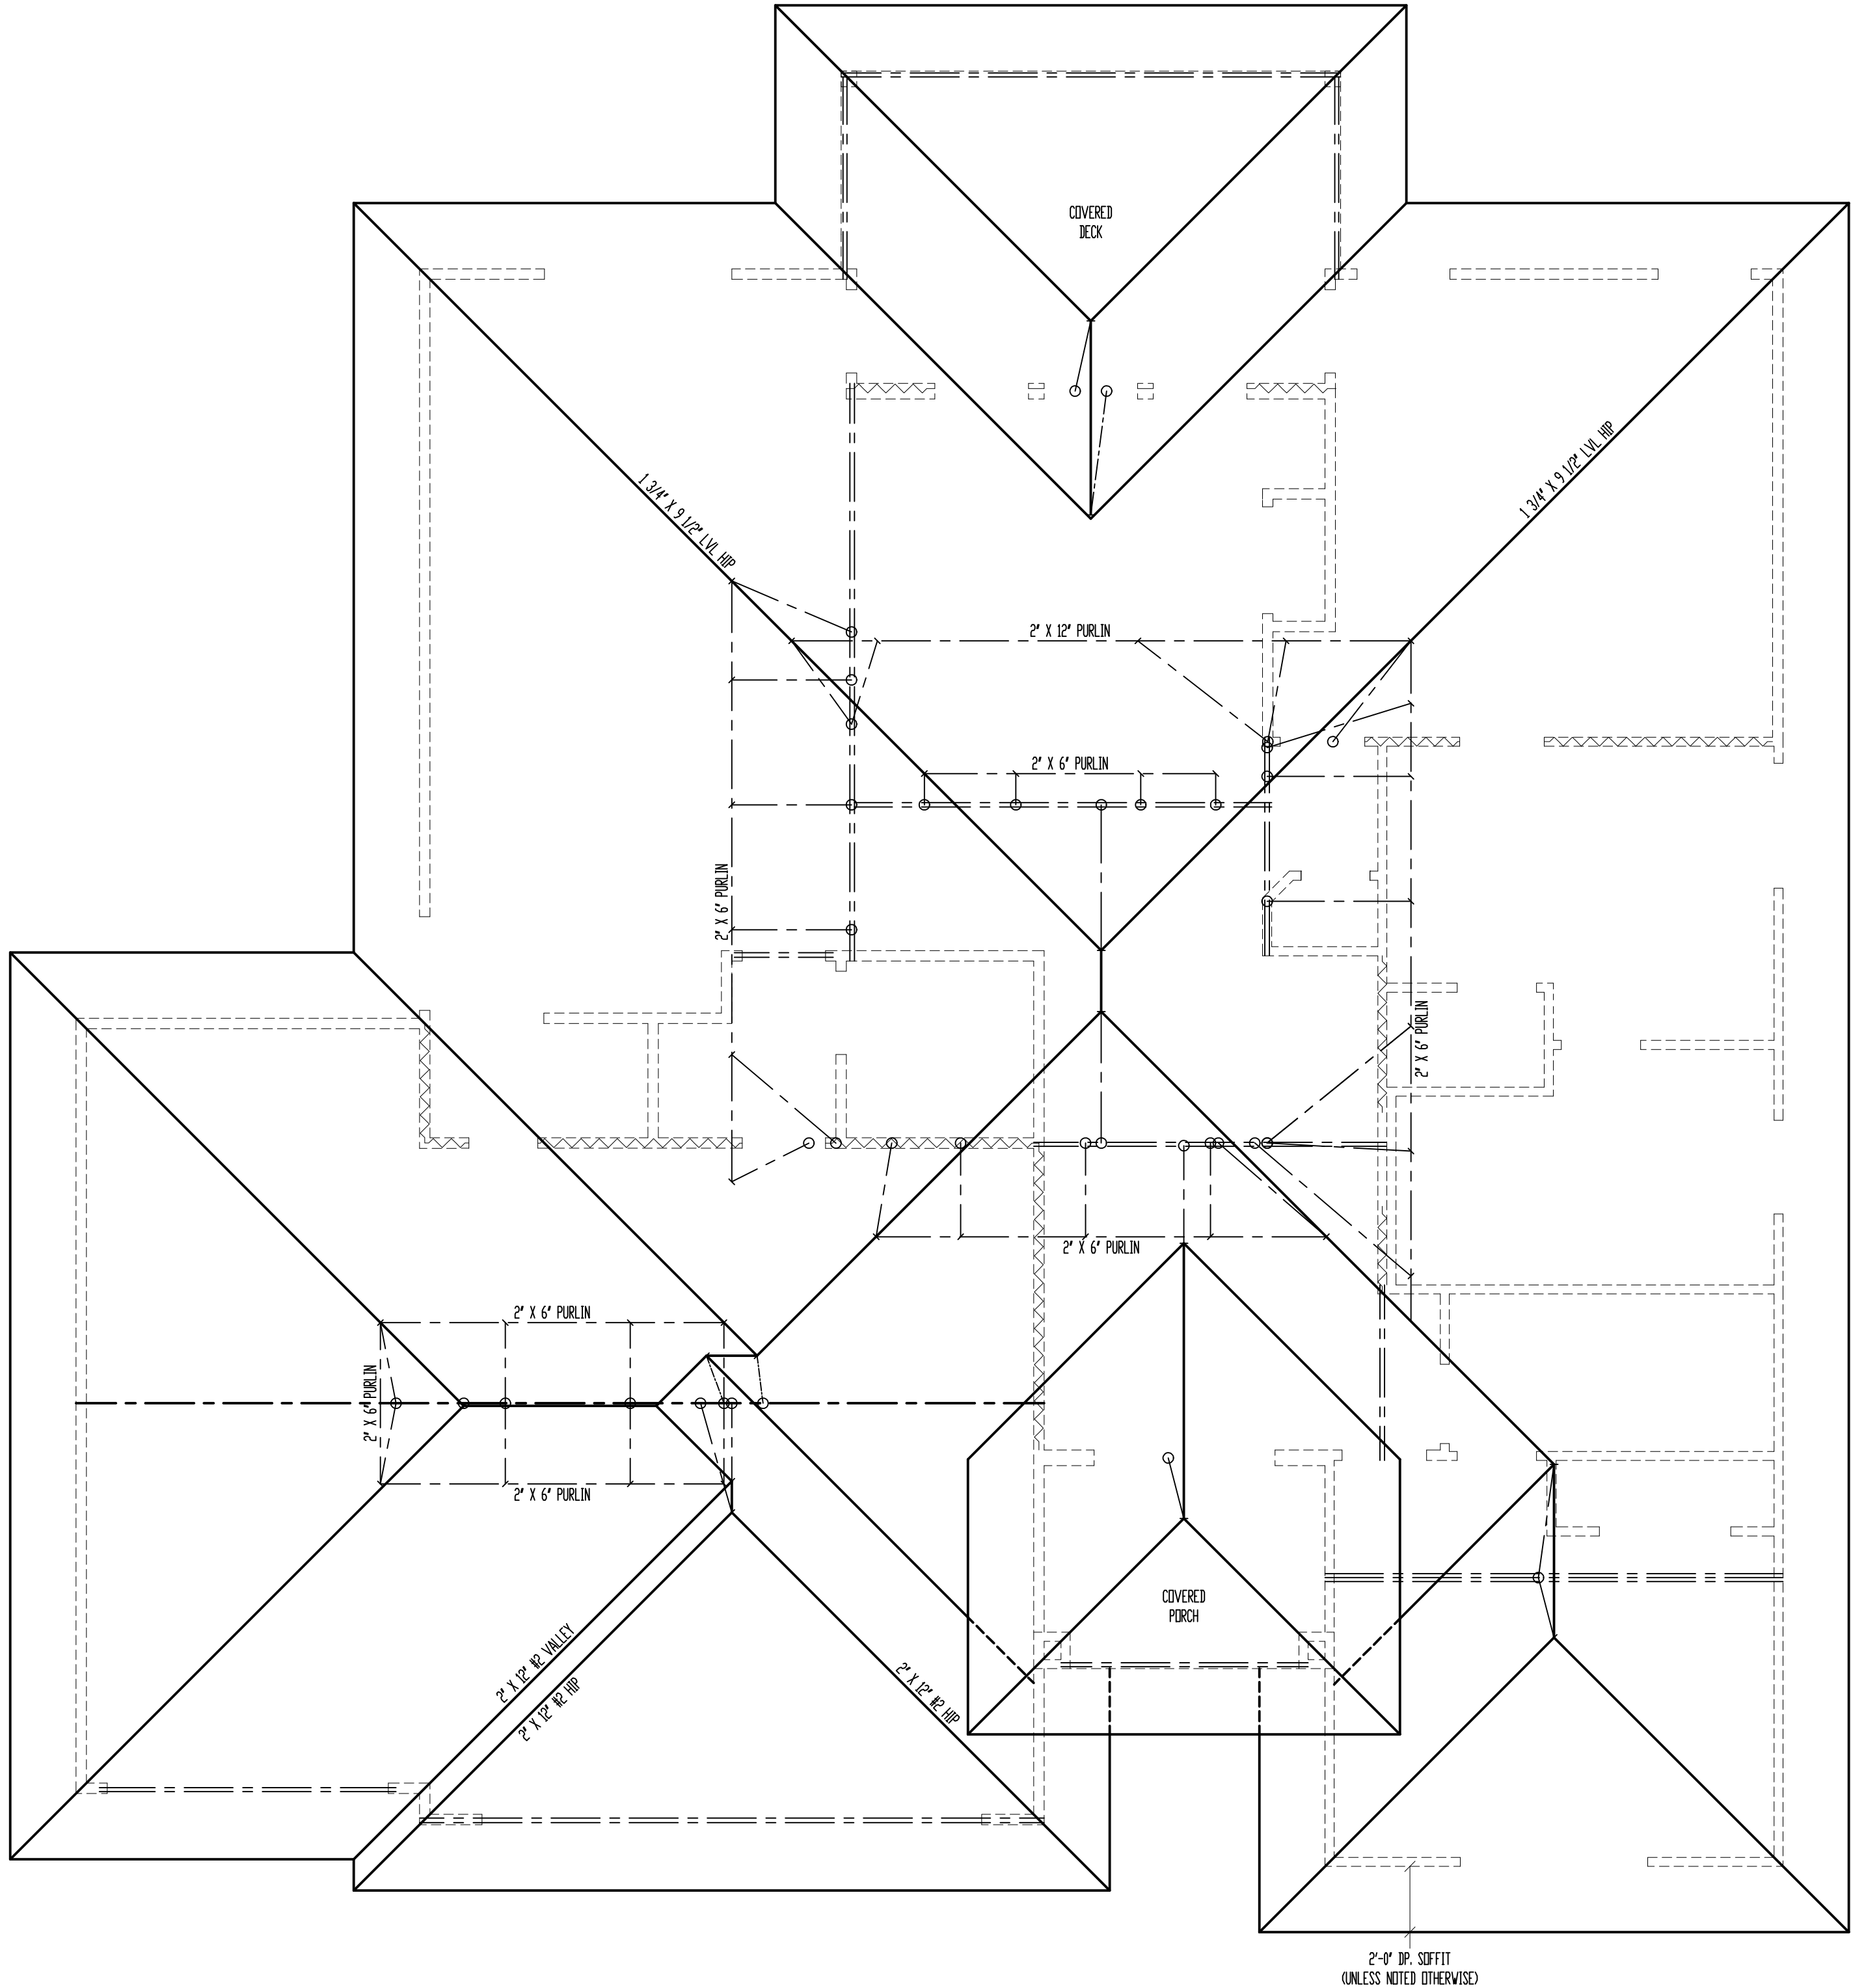 COVERED
DECK
1 3/4" X 9 1/2" LVL HIP
1 3/4" X 9 1/2" LVL HIP
2" X 12" PURLIN
2" X 6" PURLIN
2" X 6" PURLIN
2" X 6" PURLIN
2" X 6" PURLIN
2" X 6" PURLIN
2" X 6" PURLIN
2" X 6" PURLIN
2" X 12" #2 VALLEY
2" X 12" #2 HIP
2" X 12" #2 HIP
COVERED
PORCH
2'-0" DP. SOFFIT
(UNLESS NOTED OTHERWISE)